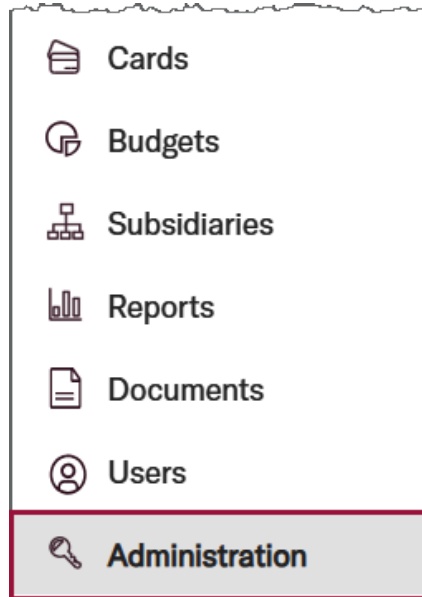 Cards
Budgets
Subsidiaries
Reports
Documents
Users
Administration